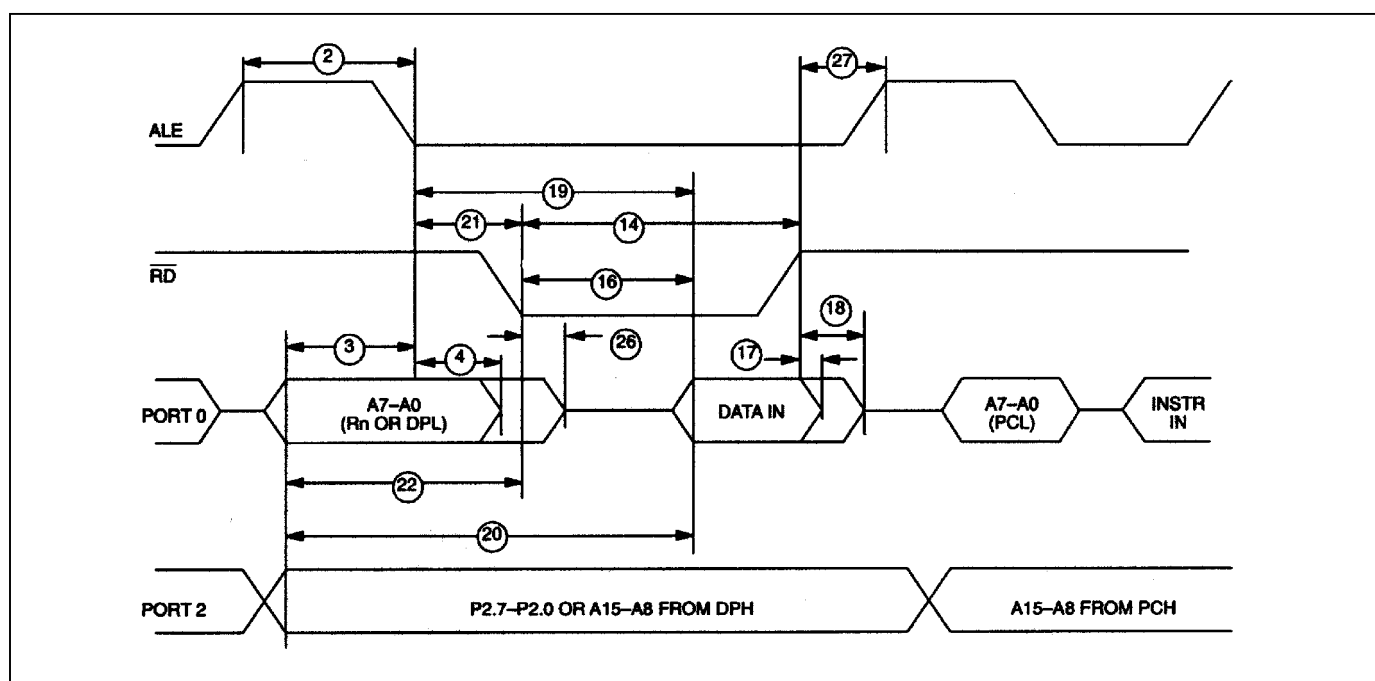 2
27
ALE
19
21
14
RD
16
18
3
4
26
17
PORT 0
A7–A0
(Rn OR DPL)
DATA IN
A7–A0
(PCL)
INSTR
IN
22
20
PORT 2
P2.7–P2.0 OR A15–A8 FROM DPH
A15–A8 FROM PCH